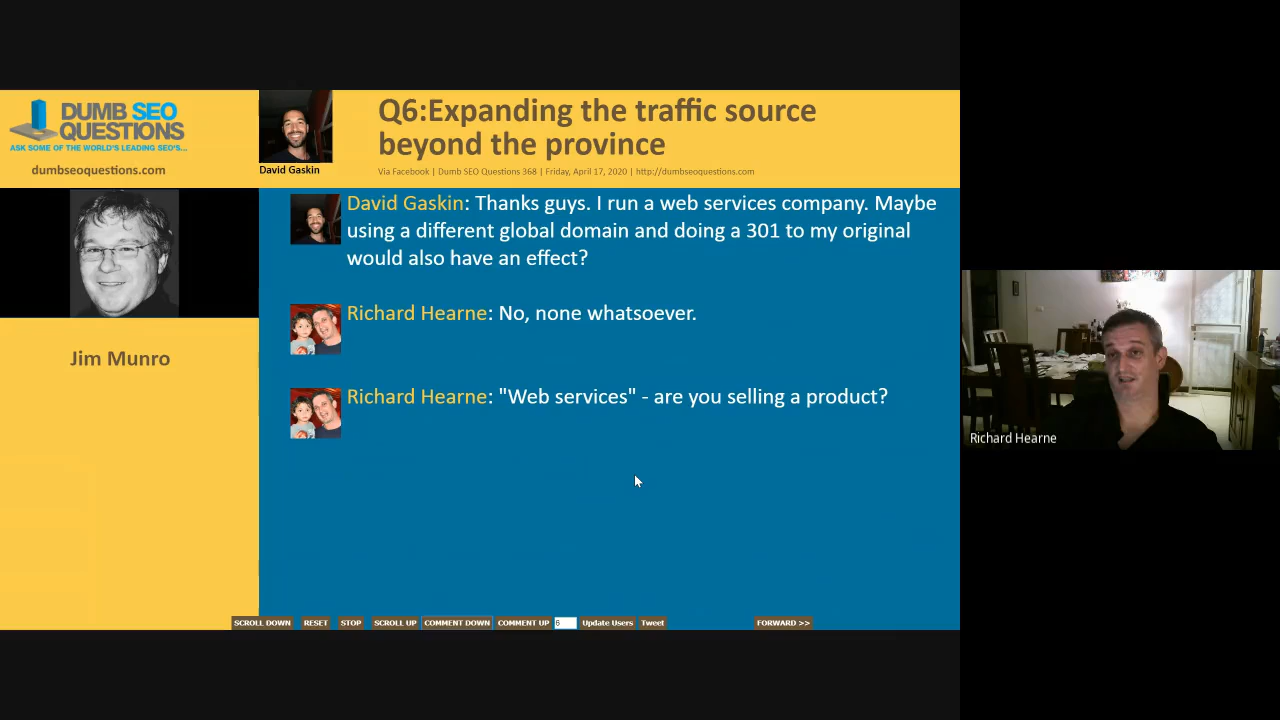 DUMB SEO
QUESTIONS
ASK SOME OF THE WORLD'S LEADING SEO'S...
dumbseoquestions.com
David Gaskin
Q6:Expanding the traffic source
beyond the province
Via Facebook | Dumb SEO Questions 368 | Friday, April 17, 2020 | http://dumbseoquestions.com
Jim Munro
David Gaskin: Thanks guys. I run a web services company. Maybe
using a different global domain and doing a 301 to my original
would also have an effect?
Richard Hearne: No, none whatsoever.
Richard Hearne: "Web services" - are you selling a product?
Richard Hearne
SCROLL DOWN RESET STOP SCROLL UP COMMENT DOWN COMMENT UP 6 Update Users Tweet FORWARD >>